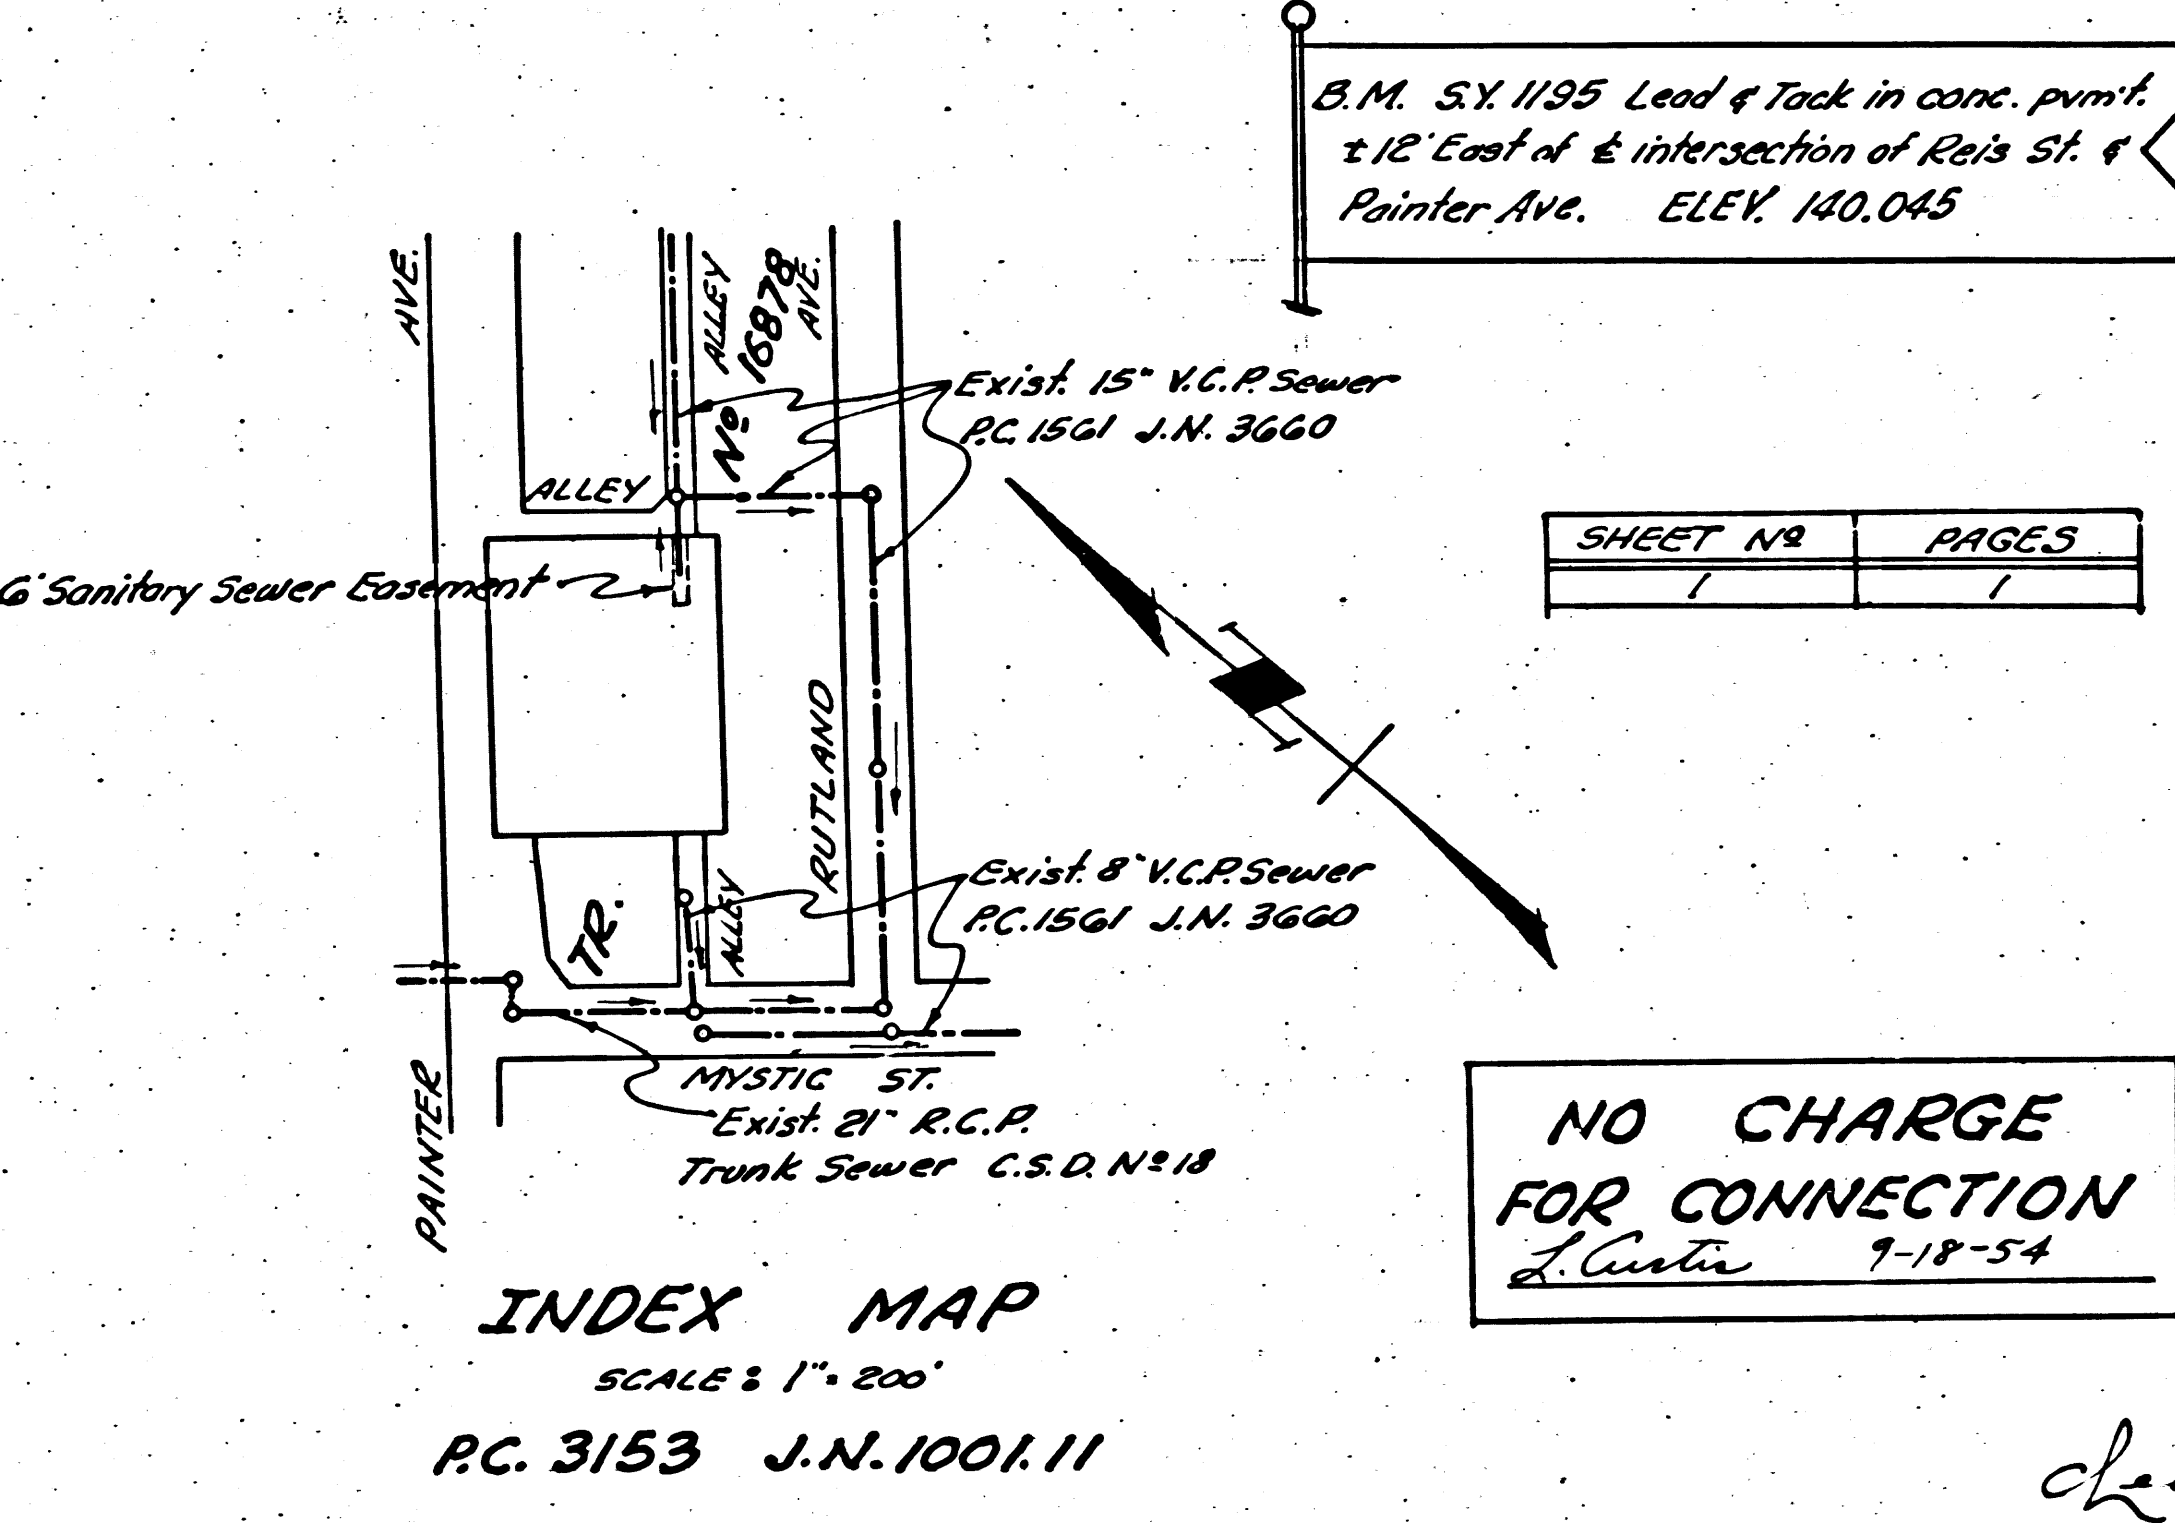 B.M. S.Y. 1195 Lead & Tack in conc. pvm't.
± 12' East of ℄ intersection of Reis St. &
Painter Ave. ELEV. 140.045
AVE.
ALLEY
Nº 16878
AVE.
Exist. 15" V.C.P. Sewer
P.C. 1561 J.N. 3660
ALLEY
SHEET Nº PAGES
1 1
6' Sanitary Sewer Easement
RUTLAND
Exist. 8" V.C.P. Sewer
P.C. 1561 J.N. 3660
TR.
ALLEY
PAINTER
MYSTIC ST.
Exist. 21" R.C.P.
Trunk Sewer C.S.D. Nº 18
NO CHARGE
FOR CONNECTION
L. Curtis 9-18-54
INDEX MAP
SCALE: 1" = 200'
P.C. 3153 J.N. 1001.11